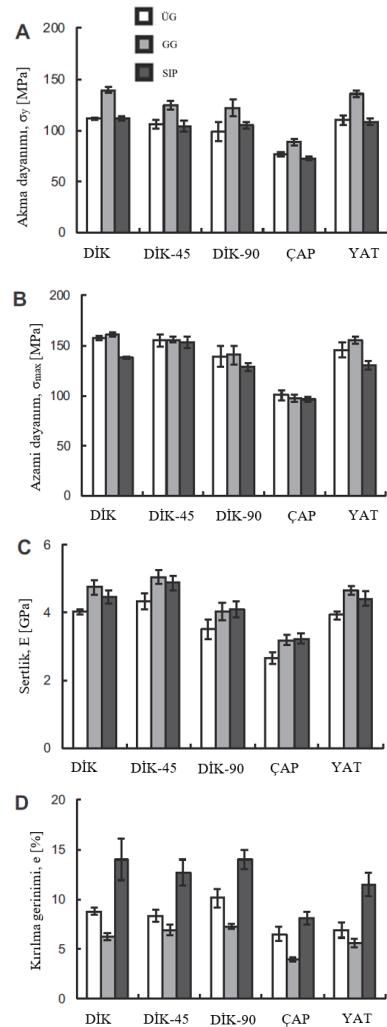 ÜG
GG
SIP
A
Akma dayanımı, σy [MPa]
200
150
100
50
0
DİK DİK-45 DİK-90 ÇAP YAT
B
Azami dayanım, σmax [MPa]
200
150
100
50
0
DİK DİK-45 DİK-90 ÇAP YAT
C
Sertlik, E [GPa]
6
4
2
0
DİK DİK-45 DİK-90 ÇAP YAT
D
Kırılma gerinimi, e [%]
20
15
10
5
0
DİK DİK-45 DİK-90 ÇAP YAT